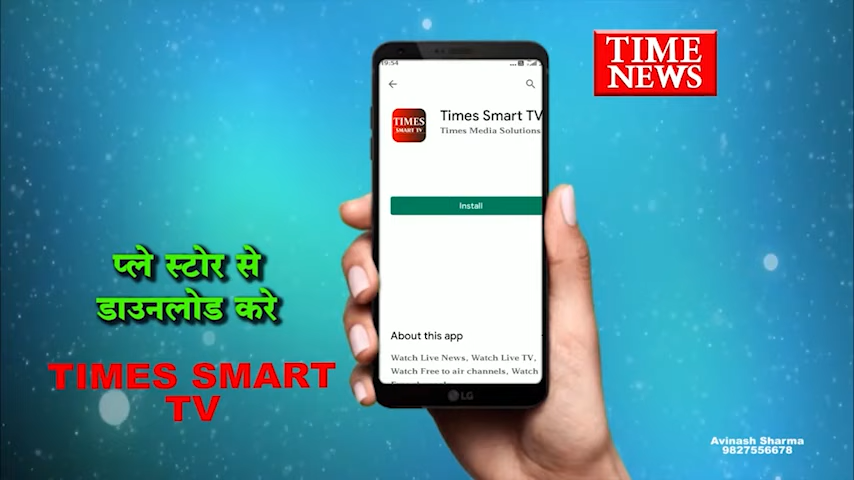 TIME
NEWS
19:54
Times Smart TV
TIMES
SMART TV
Times Media Solutions
Install
प्ले स्टोर से
डाउनलोड करे
About this app
Watch Live News, Watch Live TV,
Watch Free to air channels, Watch
TIMES SMART
TV
LG
Avinash Sharma
9827556678